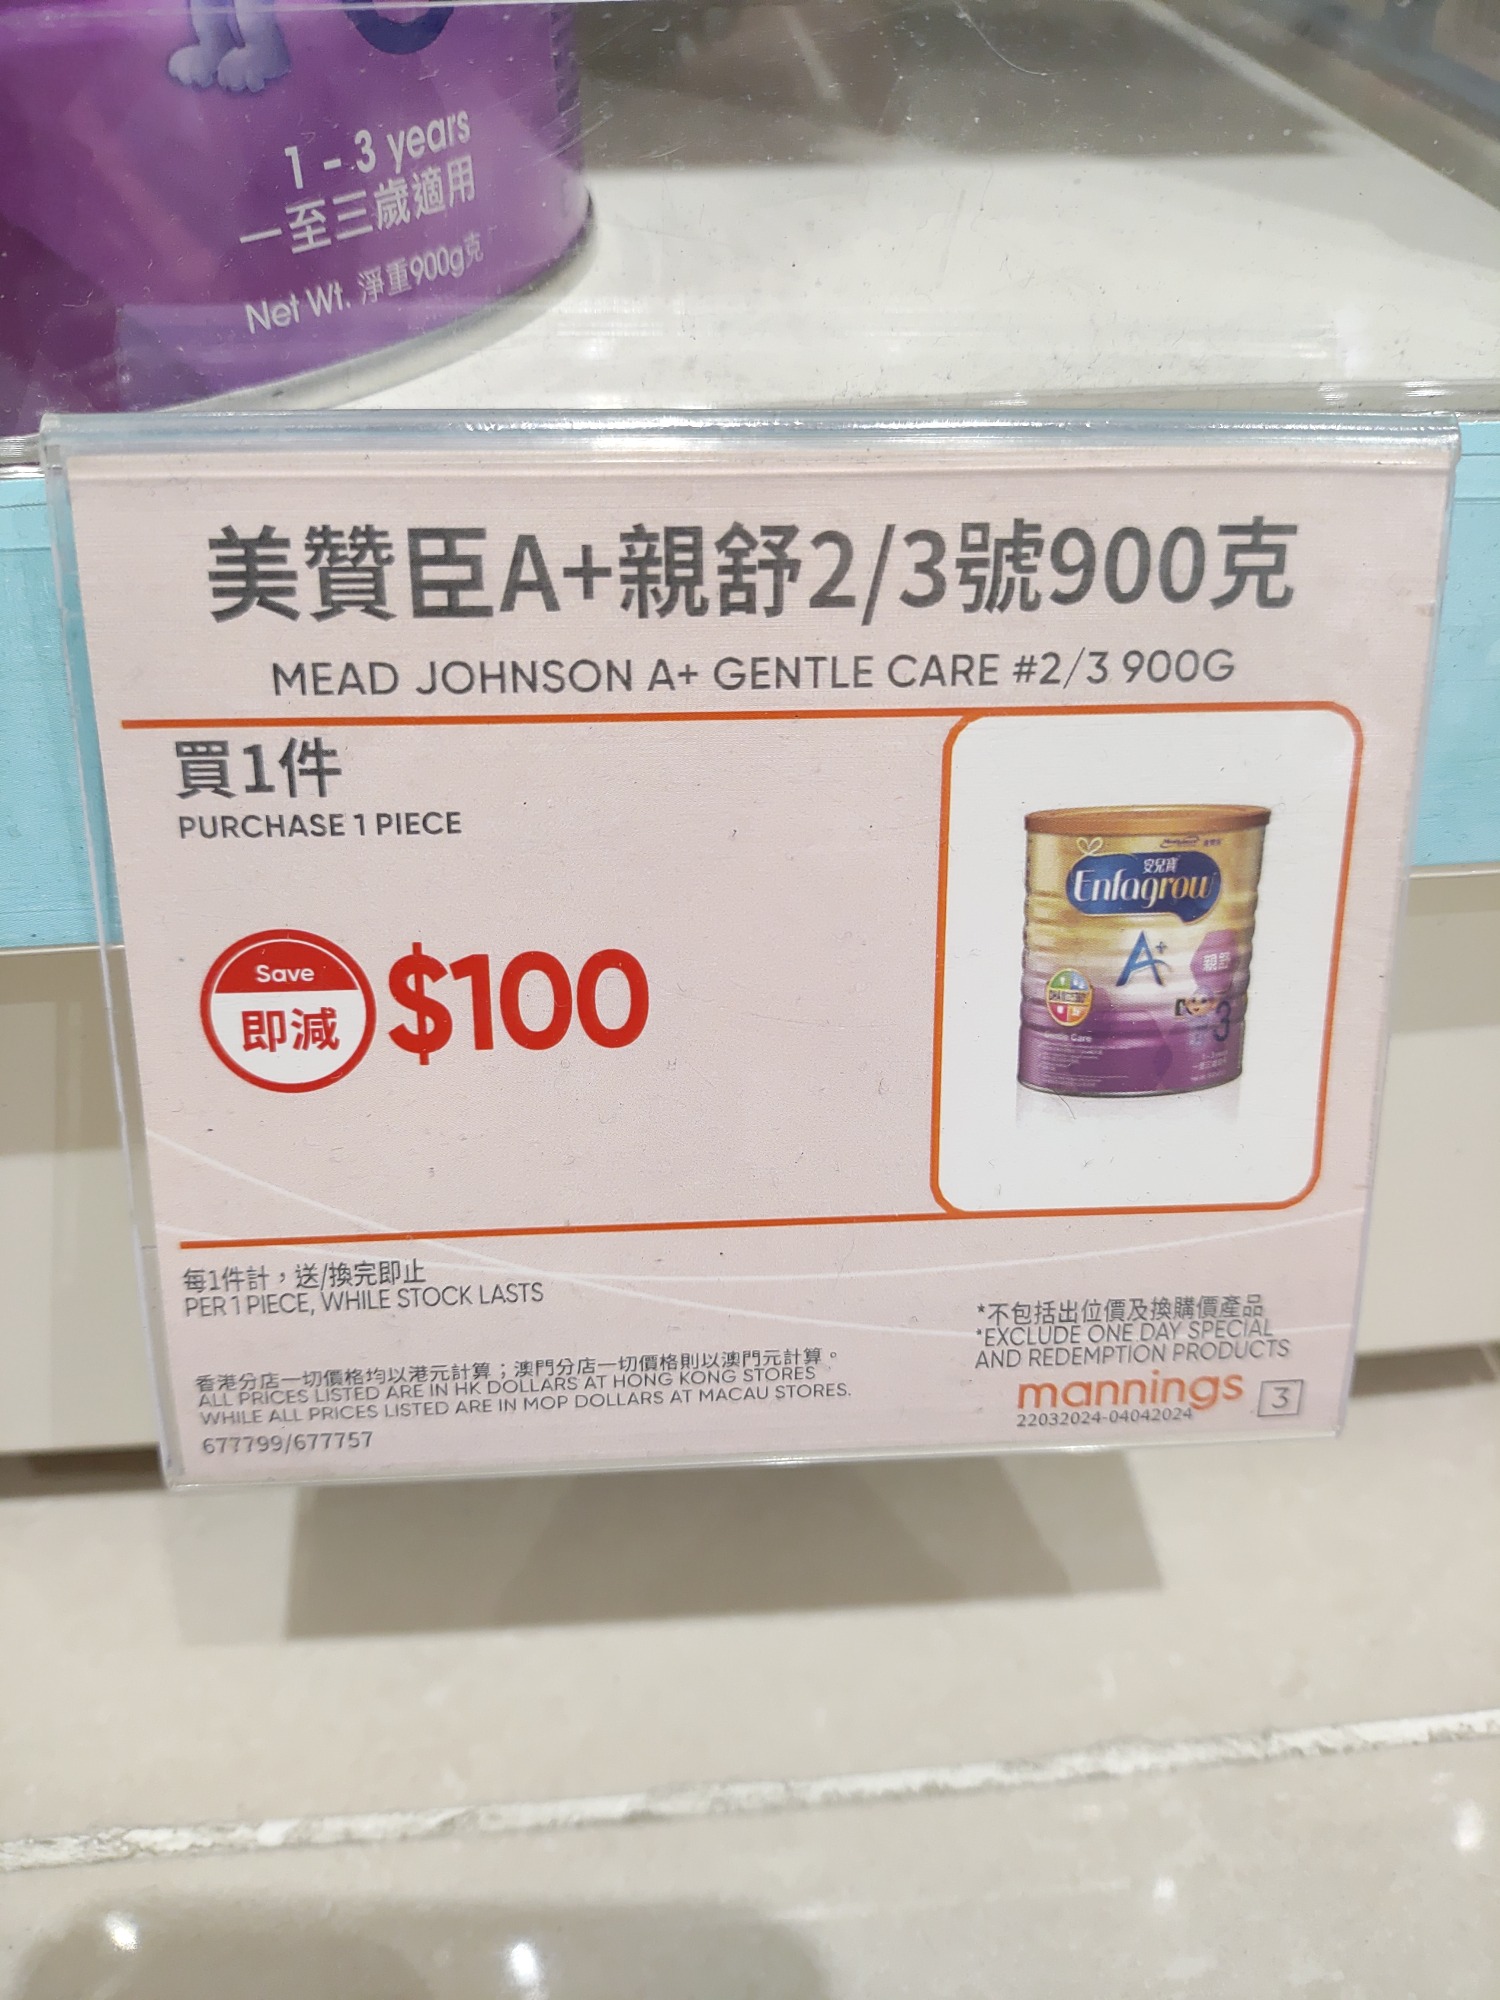 1 - 3 years
一至三歲適用
Net Wt. 淨重900g克
美贊臣A+親舒2/3號900克
MEAD JOHNSON A+ GENTLE CARE #2/3 900G
買1件
PURCHASE 1 PIECE
Save
即減
$100
安兒寶
Enfagrow
A+
親舒
3
Gentle Care
每1件計，送/換完即止
PER 1 PIECE, WHILE STOCK LASTS
*不包括出位價及換購價產品
*EXCLUDE ONE DAY SPECIAL
AND REDEMPTION PRODUCTS
香港分店一切價格均以港元計算；澳門分店一切價格則以澳門元計算。
ALL PRICES LISTED ARE IN HK DOLLARS AT HONG KONG STORES
WHILE ALL PRICES LISTED ARE IN MOP DOLLARS AT MACAU STORES.
677799/677757
mannings
22032024-04042024
3